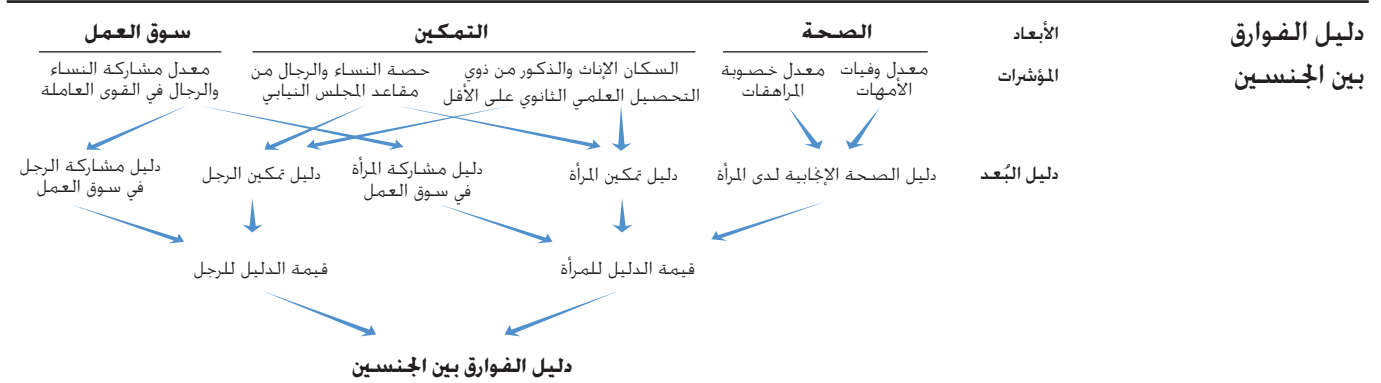 دليل الفوارق
بين الجنسين
الأبعاد
الصحة
التمكين
سوق العمل
المؤشرات
معدل وفيات
الأمهات
معدل خصوبة
المراهقات
السكان الإناث والذكور من ذوي
التحصيل العلمي الثانوي على الأقل
حصة النساء والرجال من
مقاعد المجلس النيابي
معدل مشاركة النساء
والرجال في القوى العاملة
دليل البُعد
دليل الصحة الإنجابية لدى المرأة
دليل تمكين المرأة
دليل مشاركة المرأة
في سوق العمل
دليل تمكين الرجل
دليل مشاركة الرجل
في سوق العمل
قيمة الدليل للمرأة
قيمة الدليل للرجل
دليل الفوارق بين الجنسين